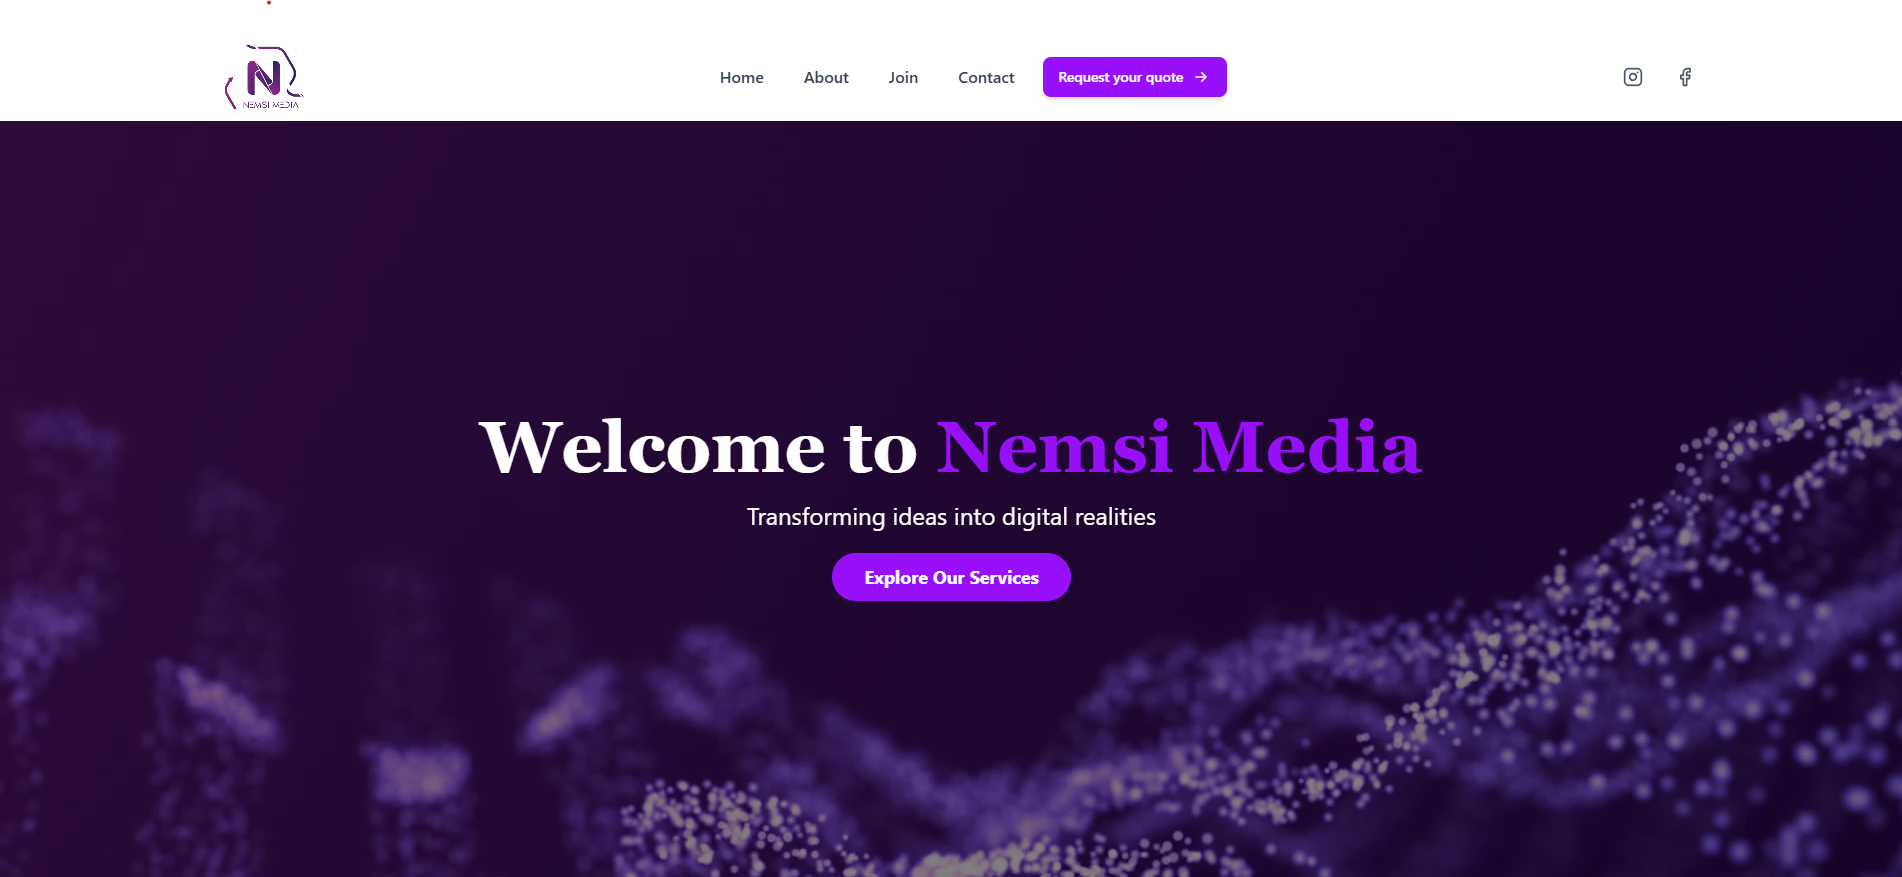 NEMSI MEDIA
Home About Join Contact Request your quote
Welcome to Nemsi Media
Transforming ideas into digital realities
Explore Our Services